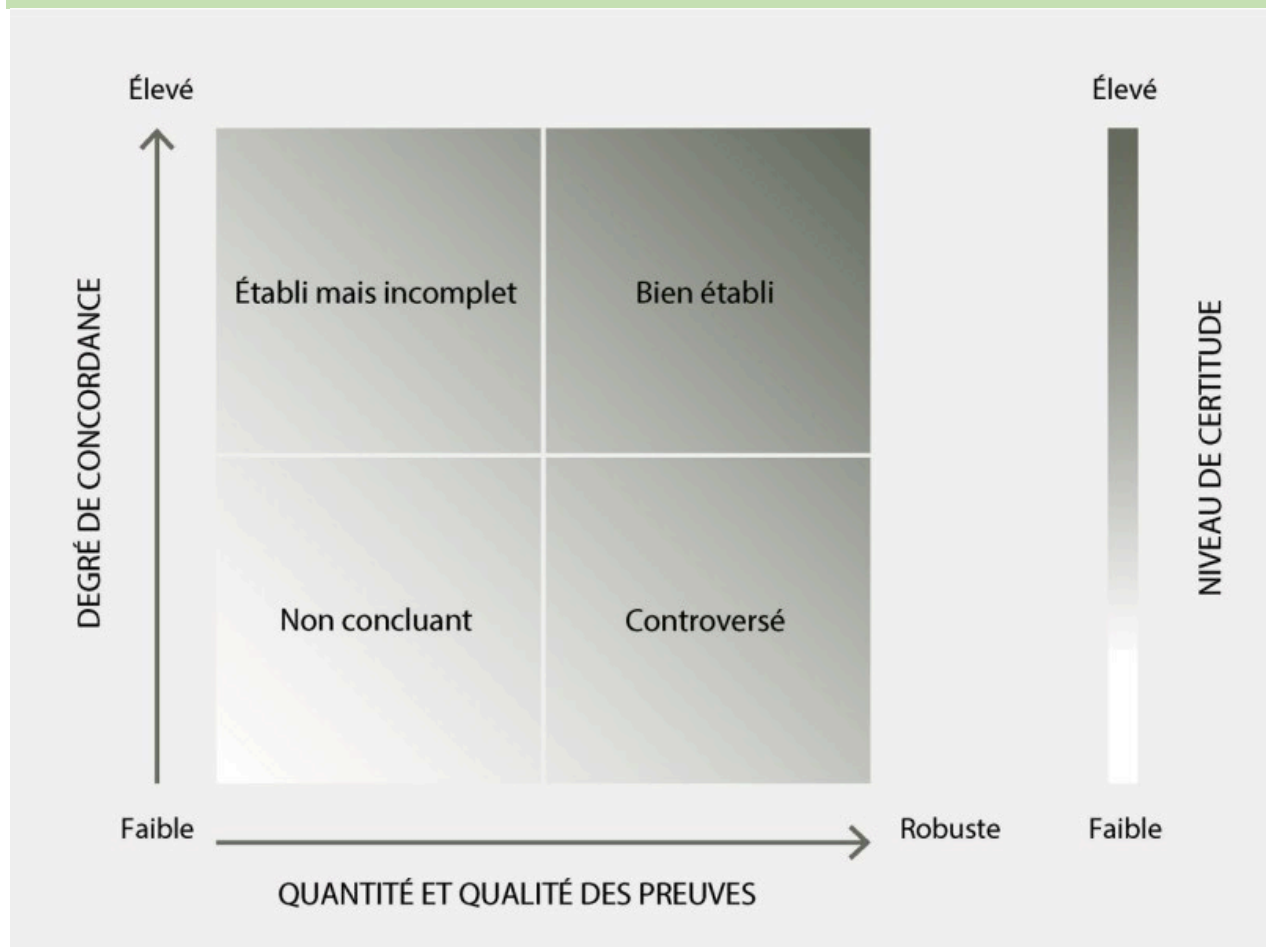 Élevé
Élevé
DEGRÉ DE CONCORDANCE
Établi mais incomplet
Bien établi
NIVEAU DE CERTITUDE
Non concluant
Controversé
Faible
Robuste
Faible
QUANTITÉ ET QUALITÉ DES PREUVES